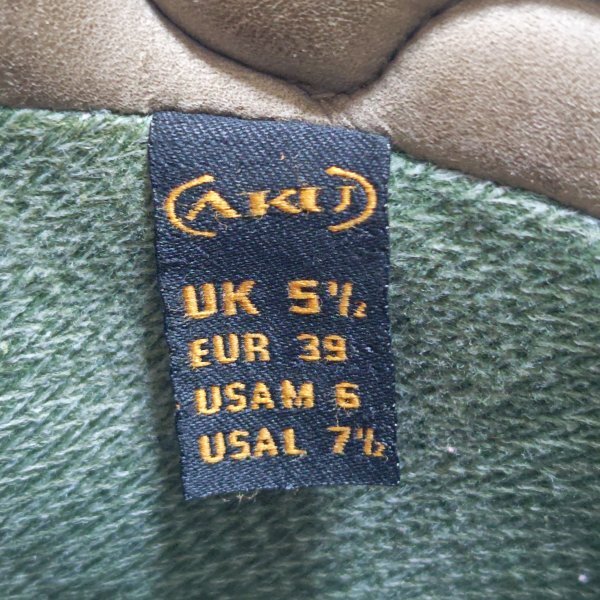 AKU
UK 5½
EUR 39
USAM 6
USAL 7½